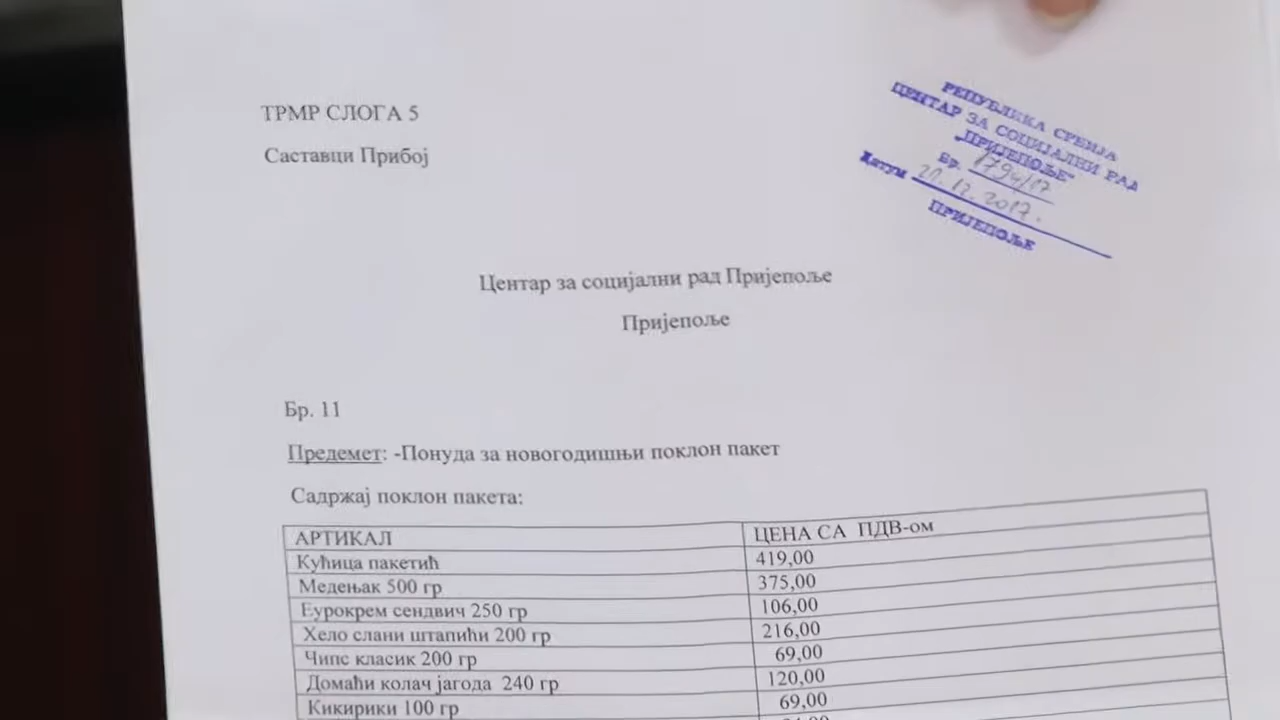 ТРМР СЛОГА 5
Саставци Прибој
РЕПУБЛИКА СРБИЈА
ЦЕНТАР ЗА СОЦИЈАЛНИ РАД
„ПРИЈЕПОЉЕ"
Бр. 1794/17
Датум 21.12.2017.
ПРИЈЕПОЉЕ
Центар за социјални рад Пријепоље
Пријепоље
Бр. 11
Предемет: -Понуда за новогодишњи поклон пакет
Садржај поклон пакета:
АРТИКАЛ ЦЕНА СА ПДВ-ом
Кућица пакетић 419,00
Медењак 500 гр 375,00
Еурокрем сендвич 250 гр 106,00
Хело слани штапићи 200 гр 216,00
Чипс класик 200 гр 69,00
Домаћи колач јагода 240 гр 120,00
Кикирики 100 гр 69,00